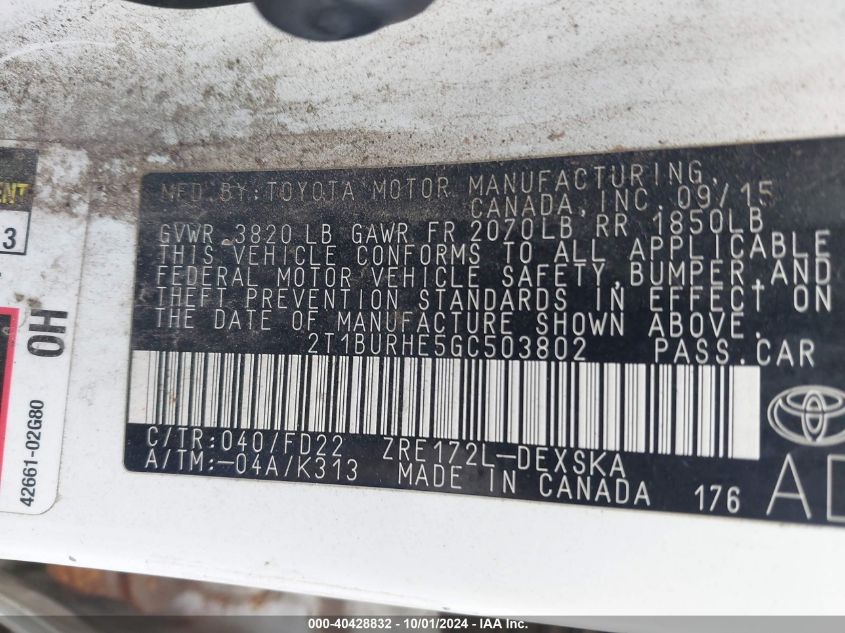 MFD BY: TOYOTA MOTOR MANUFACTURING,
CANADA, INC. 09/15
GVWR 3820 LB GAWR FR 2070LB RR 1850LB
THIS VEHICLE CONFORMS TO ALL APPLICABLE
FEDERAL MOTOR VEHICLE SAFETY, BUMPER, AND
THEFT PREVENTION STANDARDS IN EFFECT ON
THE DATE OF MANUFACTURE SHOWN ABOVE.
2T1BURHE5GC503802 PASS. CAR
C/TR: 040/FD22 ZRE172L-DEXSKA
A/TM: -04A/K313 MADE IN CANADA 176
3
OH
42661-02G80
000-40428832 - 10/01/2024 - IAAI.com